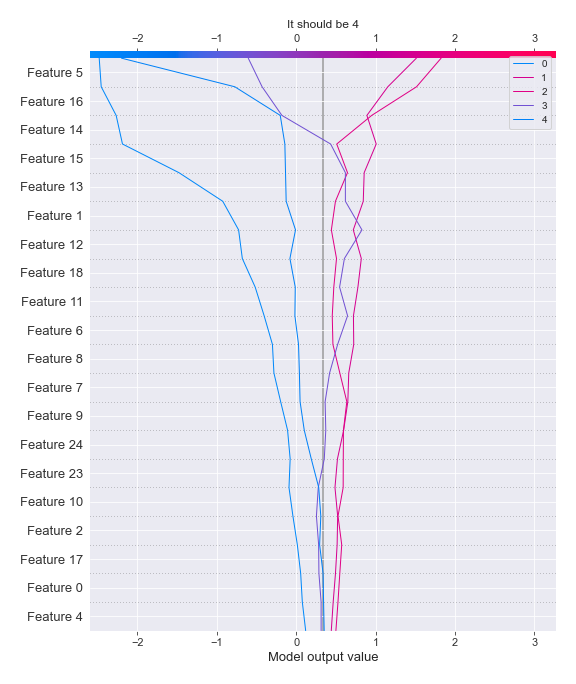 It should be 4
−2 −1 0 1 2 3
0
1
2
3
4
Feature 5
Feature 16
Feature 14
Feature 15
Feature 13
Feature 1
Feature 12
Feature 18
Feature 11
Feature 6
Feature 8
Feature 7
Feature 9
Feature 24
Feature 23
Feature 10
Feature 2
Feature 17
Feature 0
Feature 4
−2 −1 0 1 2 3
Model output value